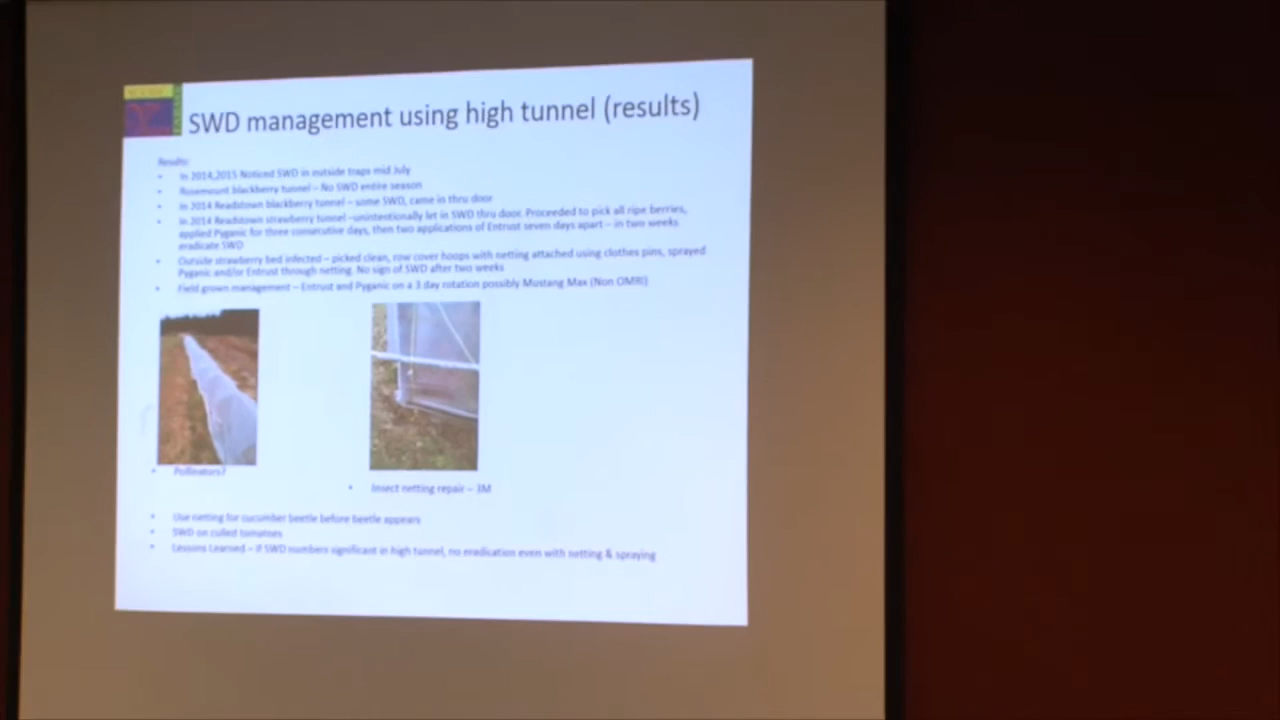 SWD management using high tunnel (results)
Results:
• In 2014,2015 Noticed SWD in outside traps mid July
• Rosemount blackberry tunnel – No SWD entire season
• In 2014 Readstown blackberry tunnel – some SWD, came in thru door
• In 2014 Readstown strawberry tunnel –unintentionally let in SWD thru door. Proceeded to pick all ripe berries,
applied Pyganic for three consecutive days, then two applications of Entrust seven days apart – in two weeks
eradicate SWD
• Outside strawberry bed infected – picked clean, row cover hoops with netting attached using clothes pins, sprayed
Pyganic and/or Entrust through netting. No sign of SWD after two weeks
• Field grown management – Entrust and Pyganic on a 3 day rotation possibly Mustang Max (Non OMRI)
• Pollinators?
• Insect netting repair – 3M
• Use netting for cucumber beetle before beetle appears
• SWD on culled tomatoes
• Lessons Learned – If SWD numbers significant in high tunnel, no eradication even with netting & spraying